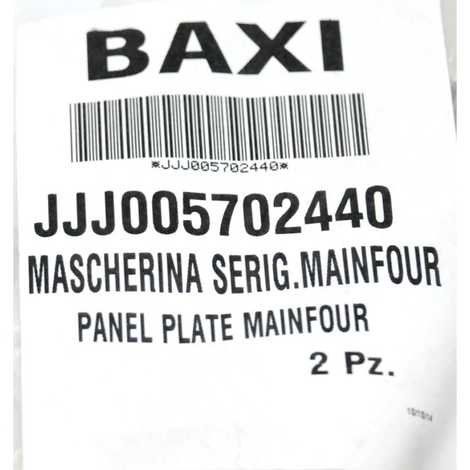 BAXI
*JJJ005702440*
JJJ005702440
MASCHERINA SERIG.MAINFOUR
PANEL PLATE MAINFOUR
2 Pz.